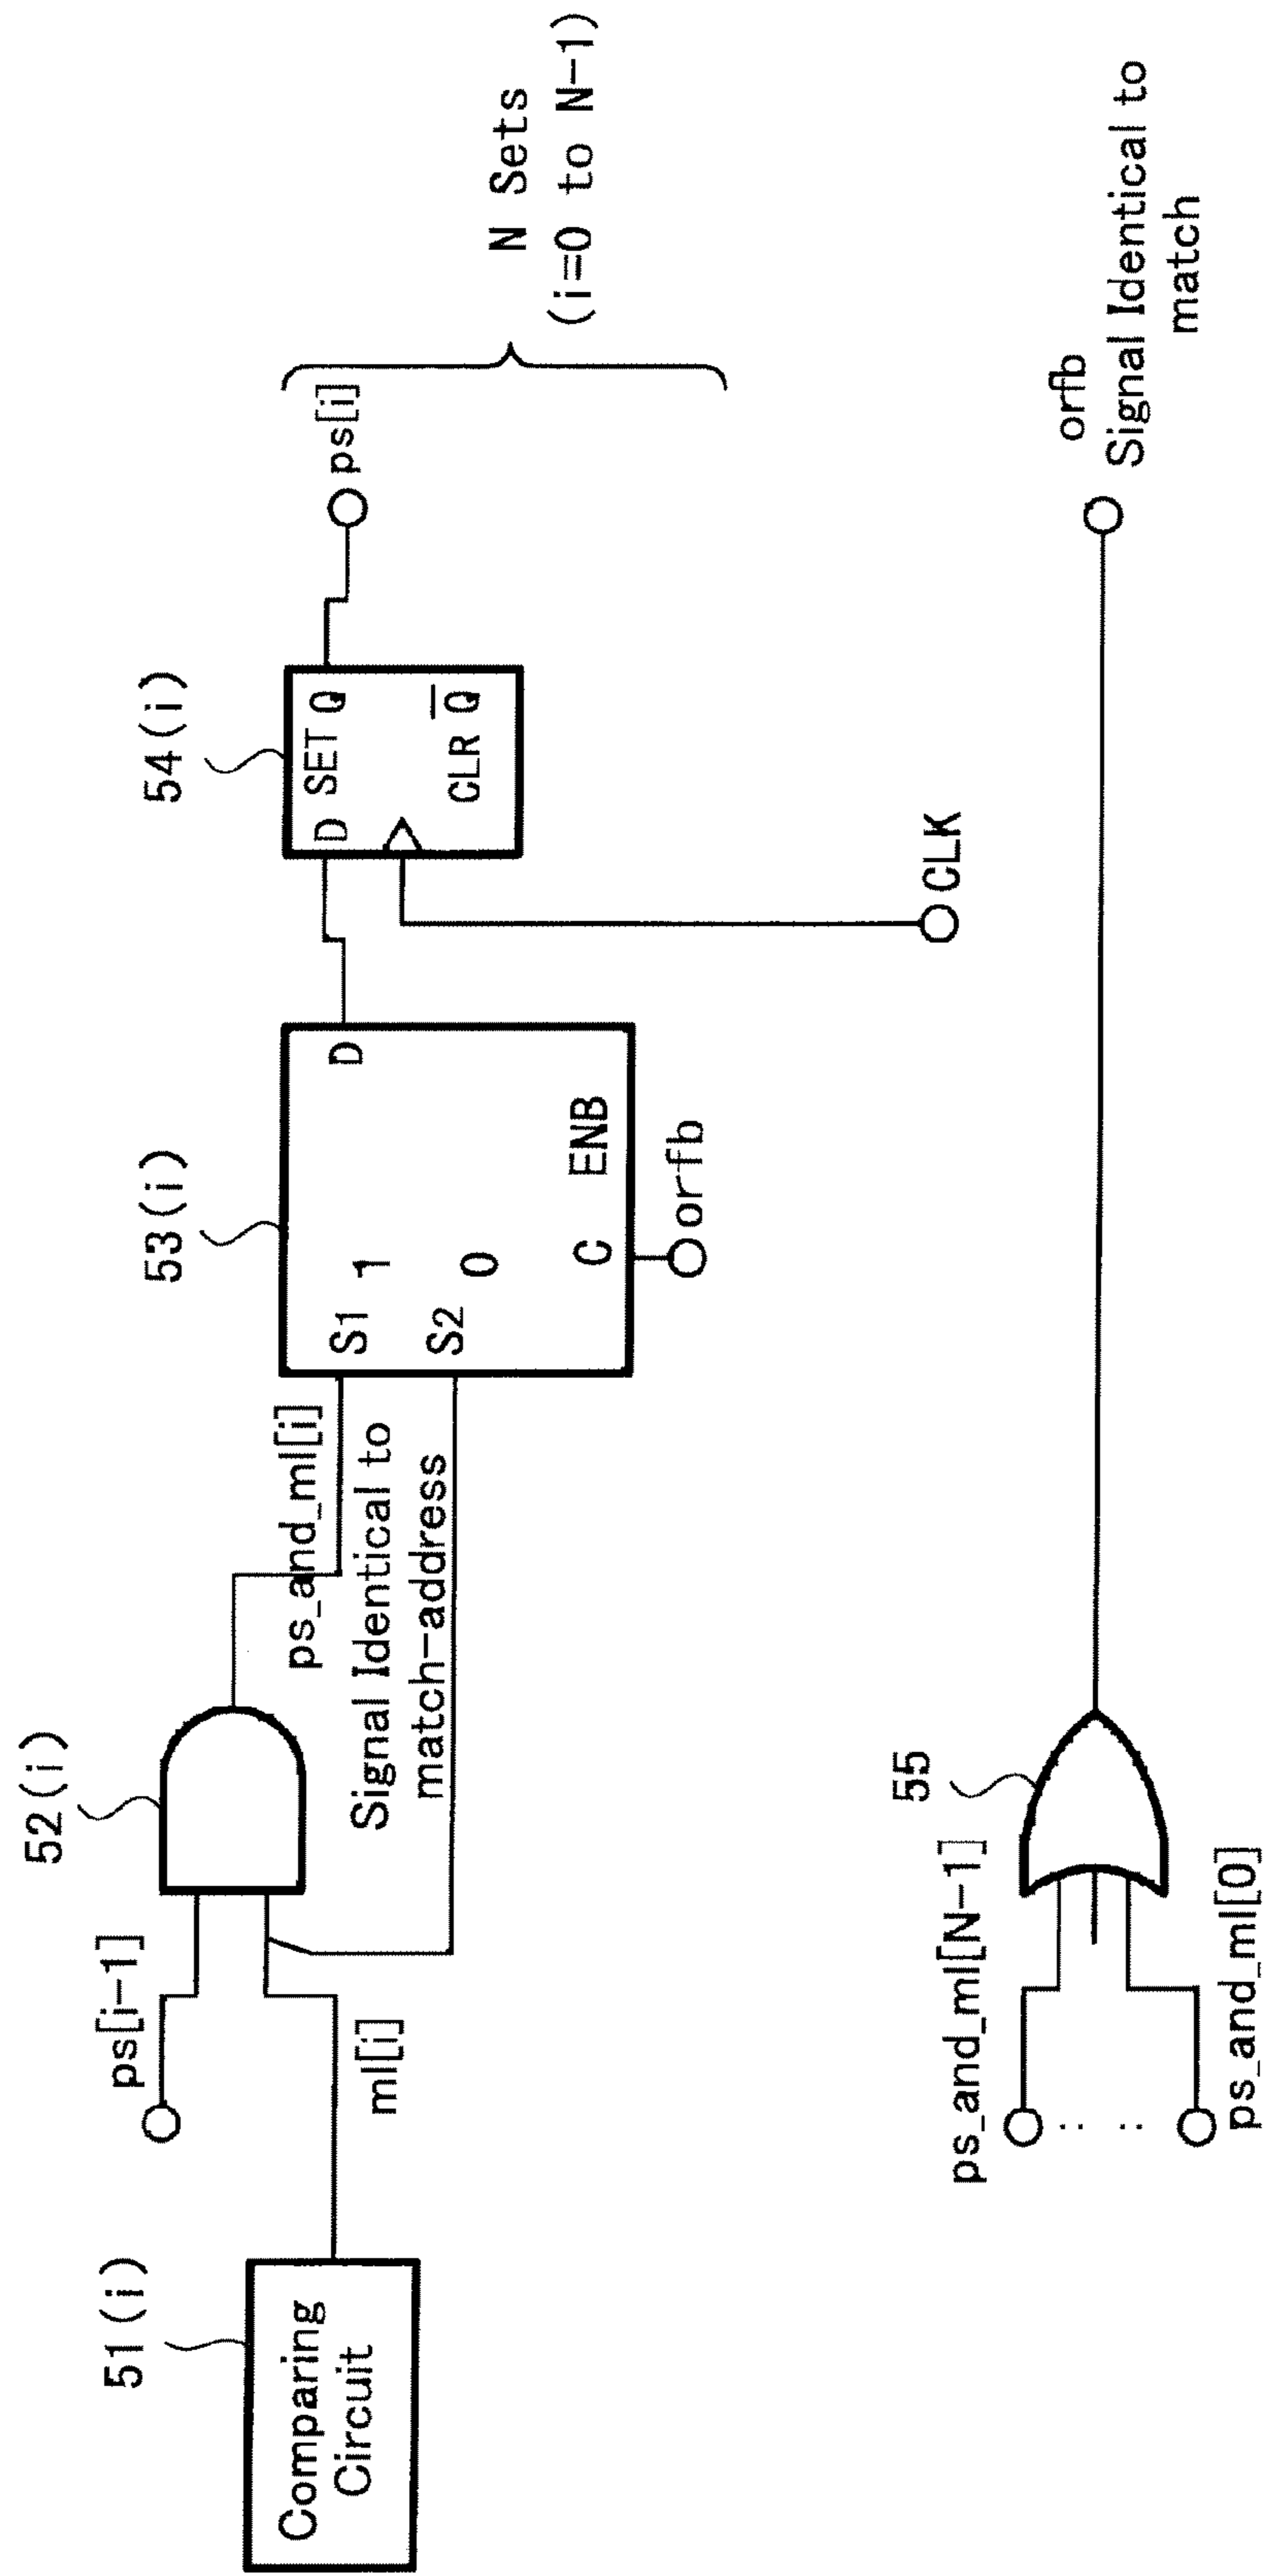 51(i)
Comparing
Circuit
ps[i-1]
ml[i]
52(i)
ps_and_ml[i]
Signal Identical to
match-address
53(i)
S1 1
D
S2 0
C ENB
orfb
54(i)
D SET Q
CLR Q̅
CLK
ps[i]
N Sets
(i=0 to N-1)
ps_and_ml[N-1]
ps_and_ml[0]
55
orfb
Signal Identical to
match